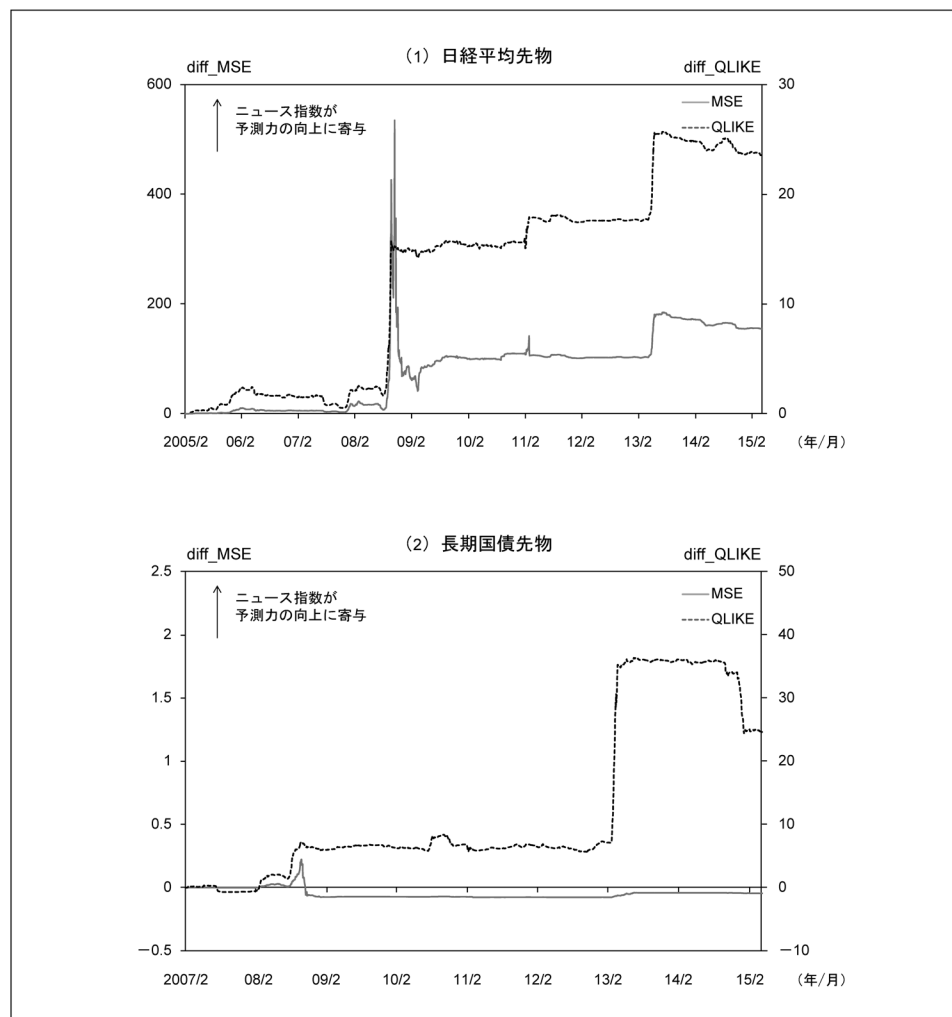 （1）日経平均先物
diff_MSE
diff_QLIKE
600
400
200
0
30
20
10
0
ニュース指数が
予測力の向上に寄与
MSE
QLIKE
2005/2 06/2 07/2 08/2 09/2 10/2 11/2 12/2 13/2 14/2 15/2 （年/月）
（2）長期国債先物
diff_MSE
diff_QLIKE
2.5
2
1.5
1
0.5
0
－0.5
50
40
30
20
10
0
－10
ニュース指数が
予測力の向上に寄与
MSE
QLIKE
2007/2 08/2 09/2 10/2 11/2 12/2 13/2 14/2 15/2 （年/月）